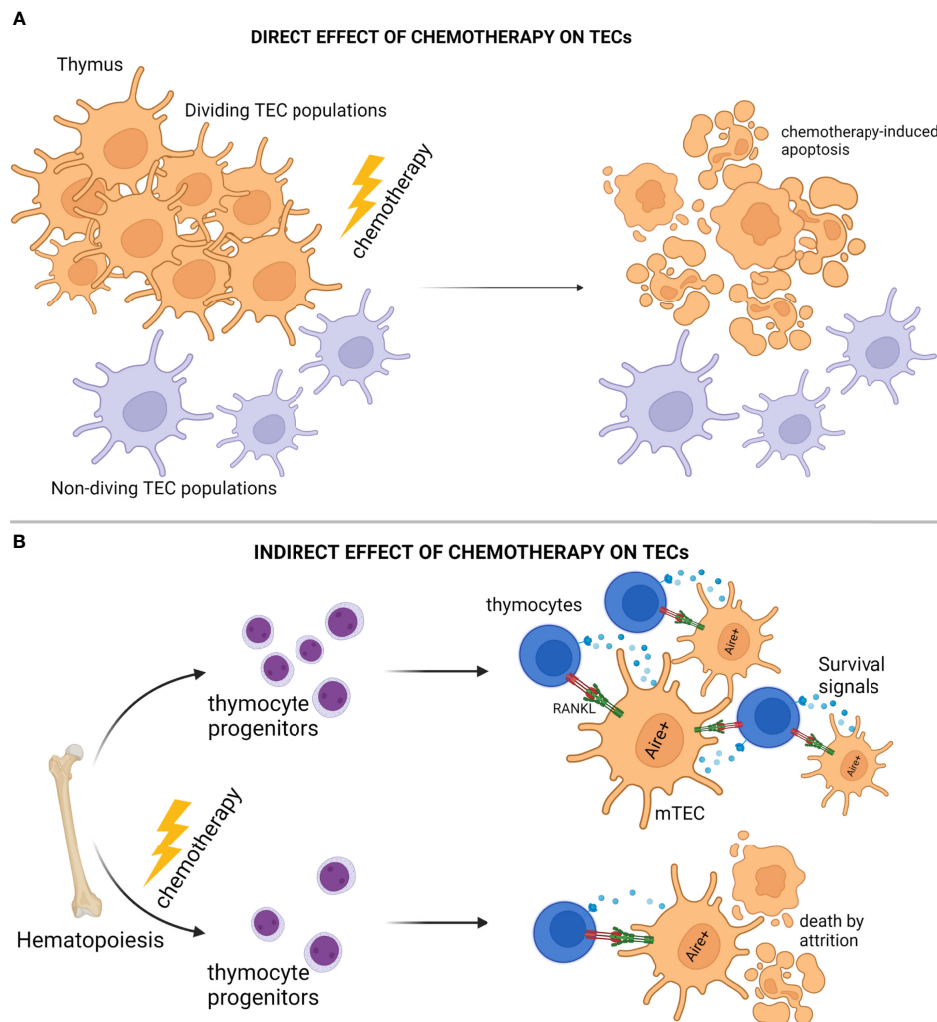 A
DIRECT EFFECT OF CHEMOTHERAPY ON TECs
Thymus
Dividing TEC populations
chemotherapy
chemotherapy-induced
apoptosis
Non-diving TEC populations
B
INDIRECT EFFECT OF CHEMOTHERAPY ON TECs
thymocyte
progenitors
thymocytes
Aire+
Survival
signals
RANKL
Aire+
Aire+
mTEC
chemotherapy
Hematopoiesis
thymocyte
progenitors
Aire+
death by
attrition